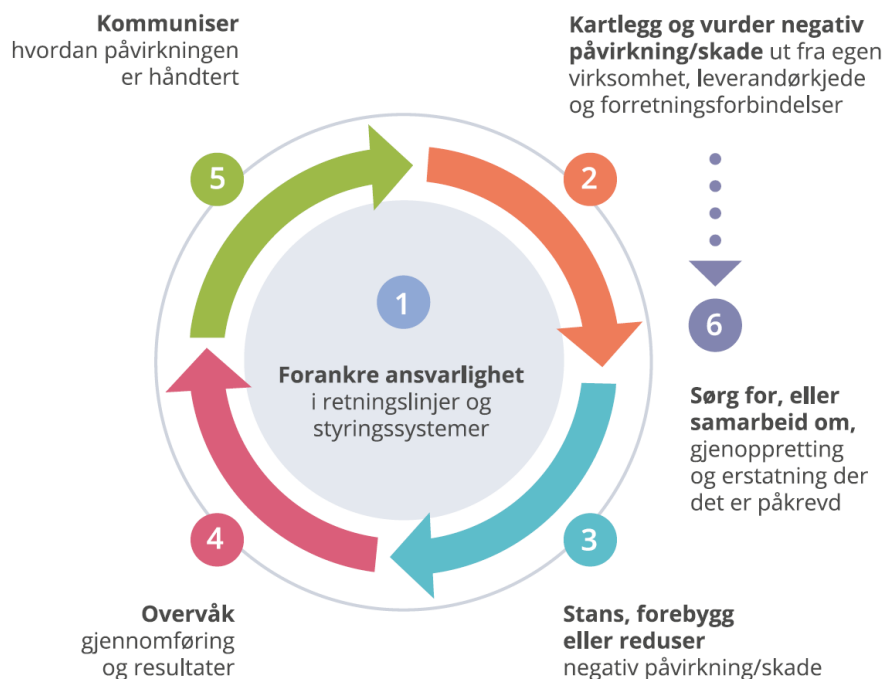 Kommuniser
hvordan påvirkningen
er håndtert
Kartlegg og vurder negativ
påvirkning/skade ut fra egen
virksomhet, leverandørkjede
og forretningsforbindelser
5
2
1
Forankre ansvarlighet
i retningslinjer og
styringssystemer
6
Sørg for, eller
samarbeid om,
gjenoppretting
og erstatning der
det er påkrevd
4
3
Overvåk
gjennomføring
og resultater
Stans, forebygg
eller reduser
negativ påvirkning/skade